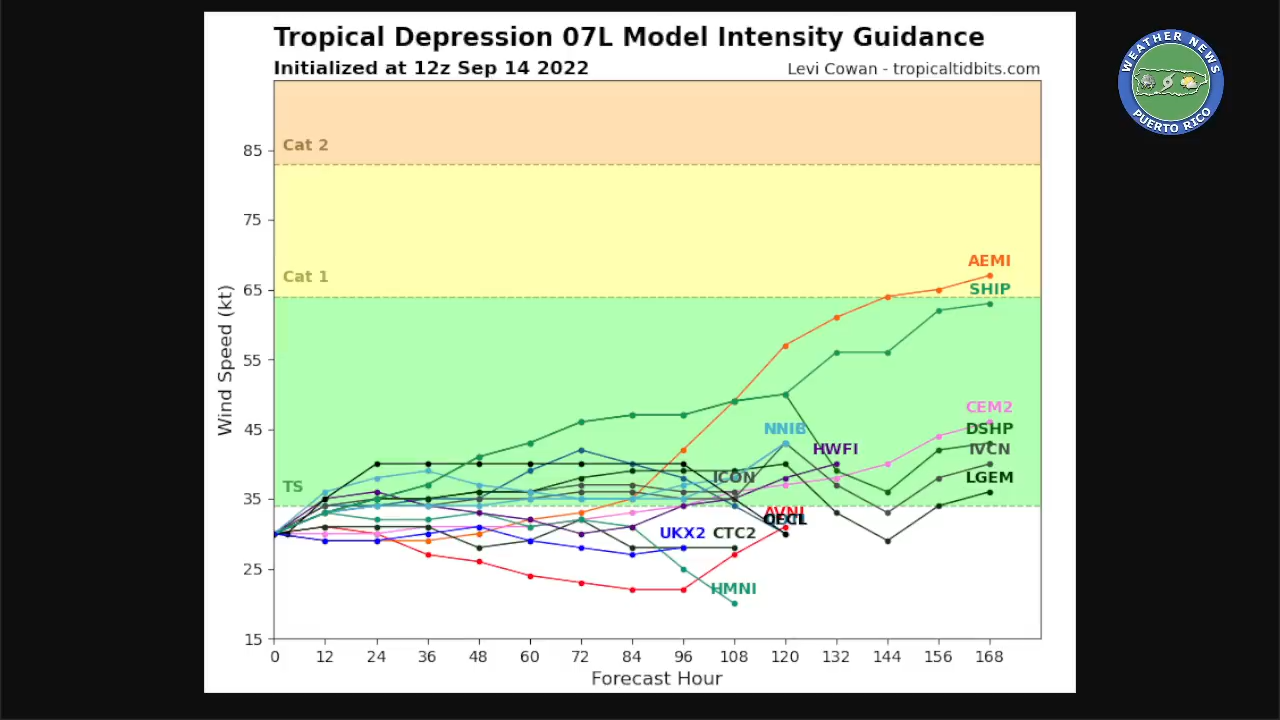 Tropical Depression 07L Model Intensity Guidance
Initialized at 12z Sep 14 2022
Levi Cowan - tropicaltidbits.com
WEATHER NEWS
PUERTO RICO
Cat 2
Cat 1
TS
85
75
65
55
45
35
25
15
Wind Speed (kt)
AEMI
SHIP
CEM2
NNIB
DSHP
HWFI
IVCN
ICON
LGEM
AVNI
OFCL
UKX2
CTC2
HMNI
0 12 24 36 48 60 72 84 96 108 120 132 144 156 168
Forecast Hour